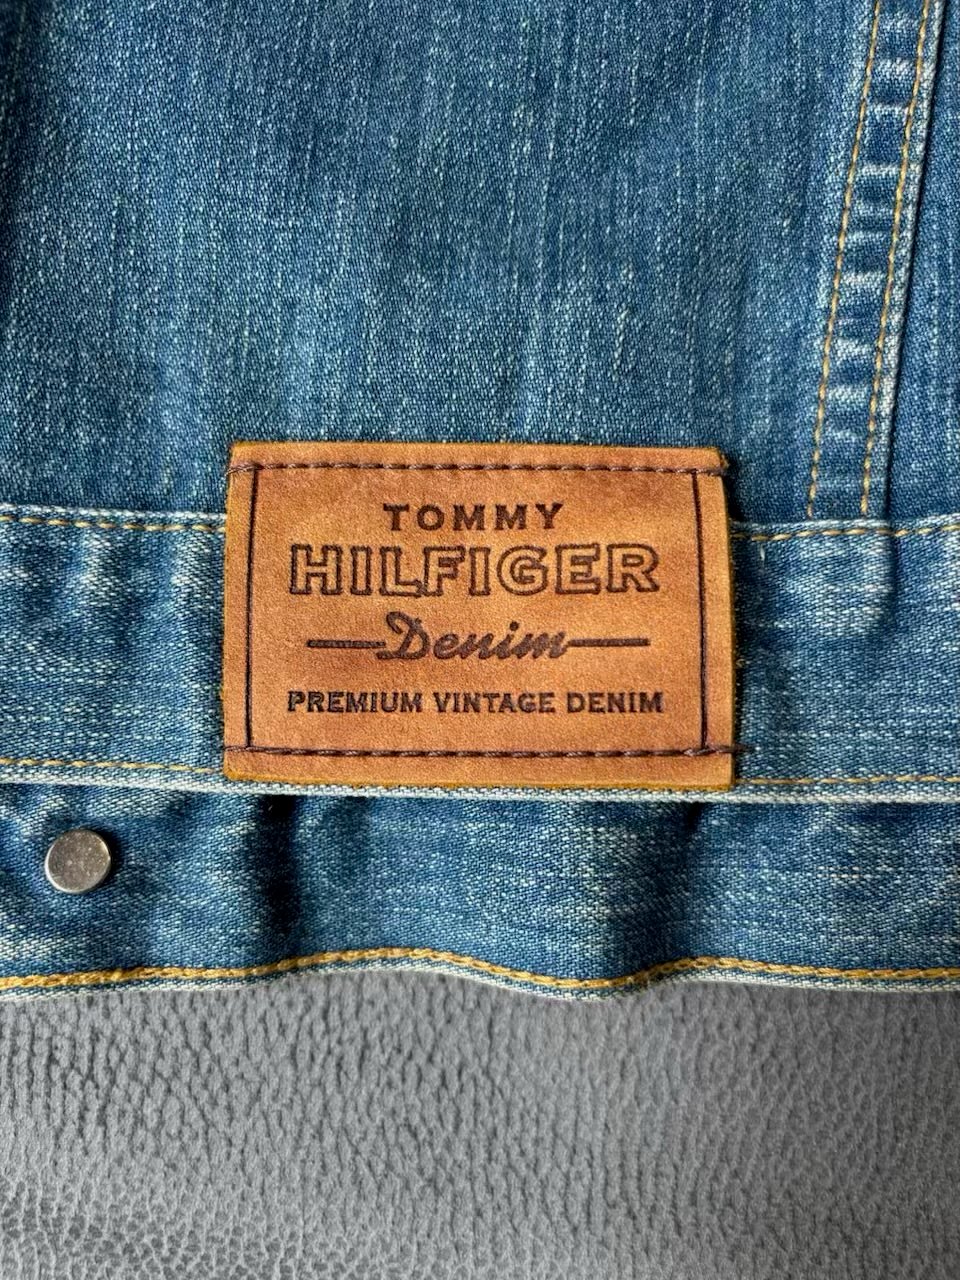 TOMMY
HILFIGER
Denim
PREMIUM VINTAGE DENIM